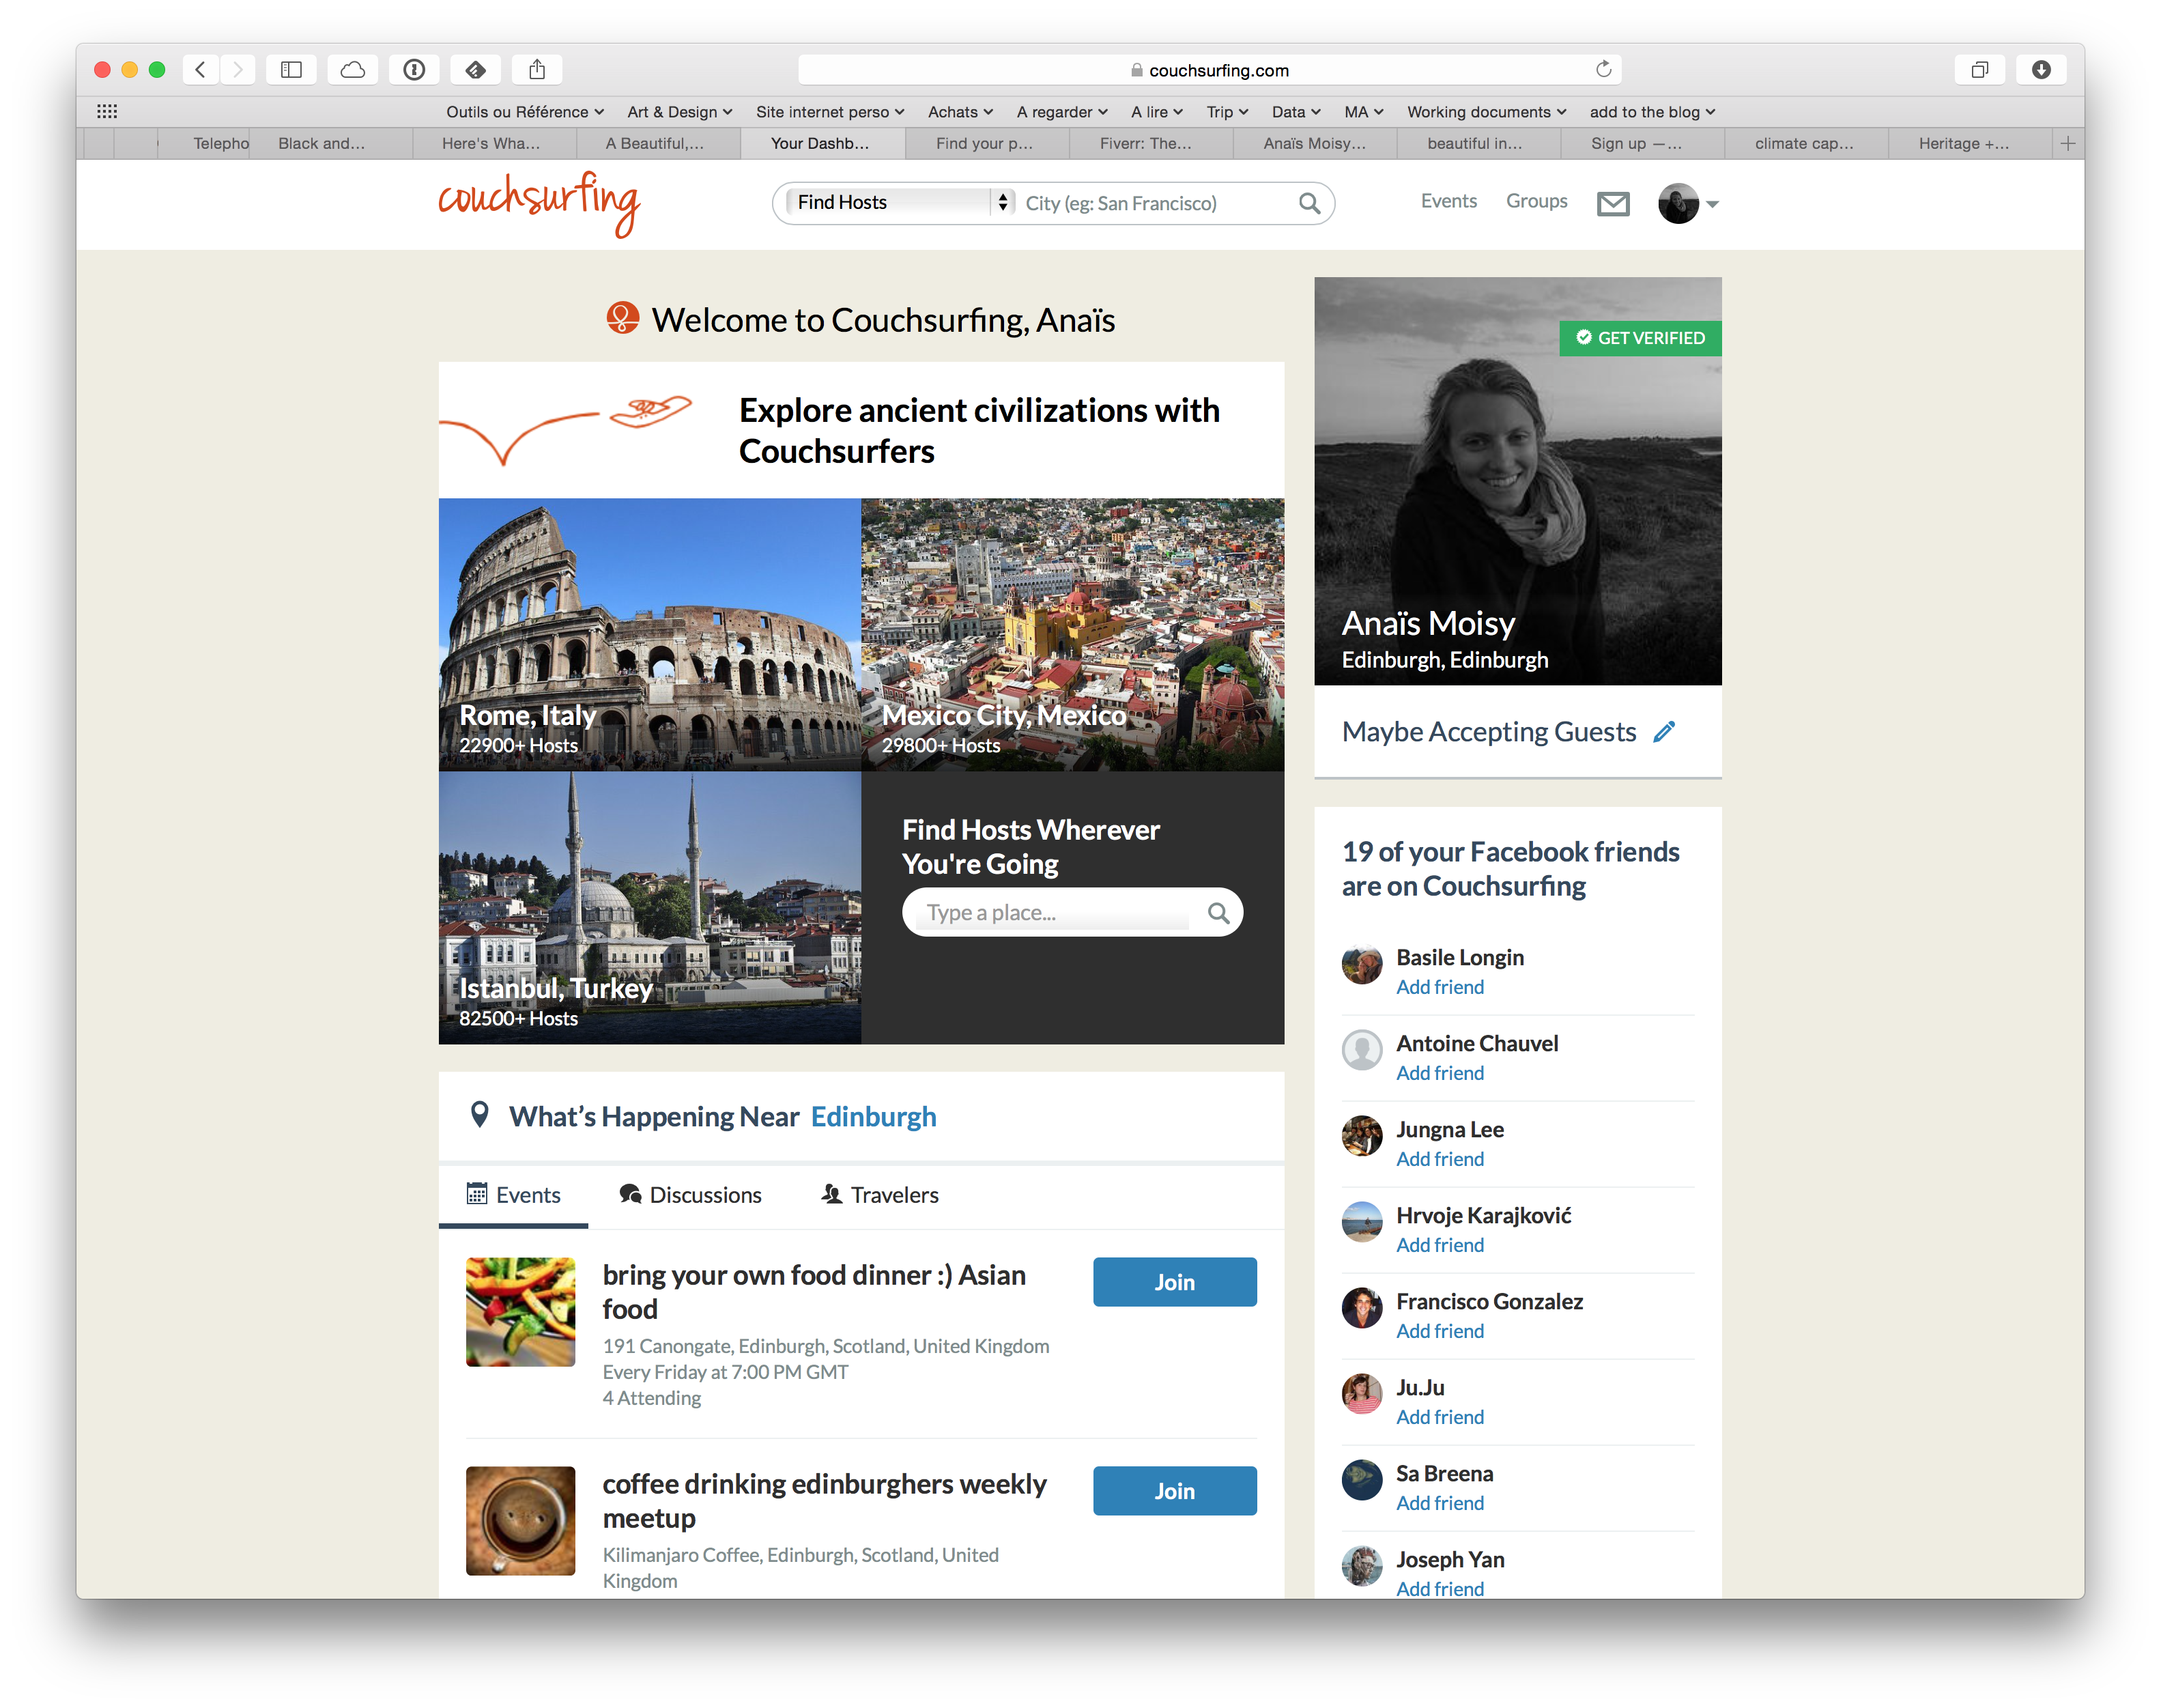 couchsurfing.com
Outils ou Référence Art & Design Site internet perso Achats A regarder A lire Trip Data MA Working documents add to the blog
Telepho Black and... Here's Wha... A Beautiful,... Your Dashb... Find your p... Fiverr: The... Anaïs Moisy... beautiful in... Sign up —... climate cap... Heritage +...
couchsurfing
Find Hosts City (eg: San Francisco) Events Groups
Welcome to Couchsurfing, Anaïs
Explore ancient civilizations with
Couchsurfers
Rome, Italy
22900+ Hosts
Mexico City, Mexico
29800+ Hosts
Istanbul, Turkey
82500+ Hosts
Find Hosts Wherever
You're Going
Type a place...
What's Happening Near Edinburgh
Events Discussions Travelers
bring your own food dinner :) Asian
food
191 Canongate, Edinburgh, Scotland, United Kingdom
Every Friday at 7:00 PM GMT
4 Attending
Join
coffee drinking edinburghers weekly
meetup
Kilimanjaro Coffee, Edinburgh, Scotland, United
Kingdom
Join
GET VERIFIED
Anaïs Moisy
Edinburgh, Edinburgh
Maybe Accepting Guests
19 of your Facebook friends
are on Couchsurfing
Basile Longin
Add friend
Antoine Chauvel
Add friend
Jungna Lee
Add friend
Hrvoje Karajković
Add friend
Francisco Gonzalez
Add friend
Ju.Ju
Add friend
Sa Breena
Add friend
Joseph Yan
Add friend